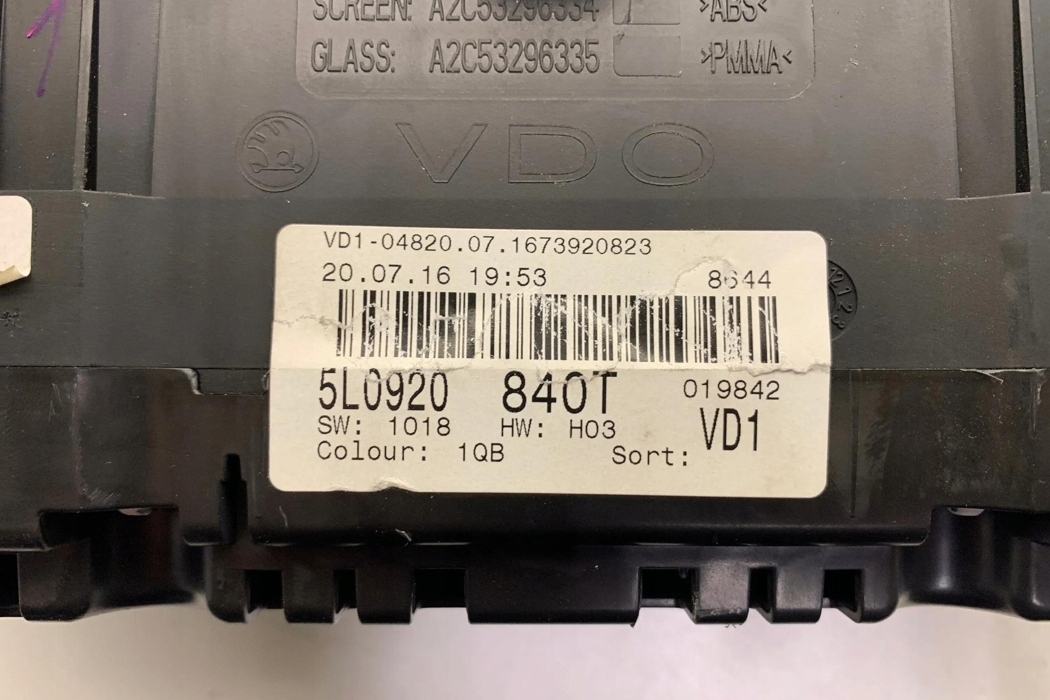 SCREEN: A2C53296334 >ABS<
GLASS: A2C53296335 >PMMA<
VDO
VD1-04820.07.1673920823
20.07.16 19:53 8644
5L0920 840T 019842
SW: 1018 HW: H03 VD1
Colour: 1QB Sort: